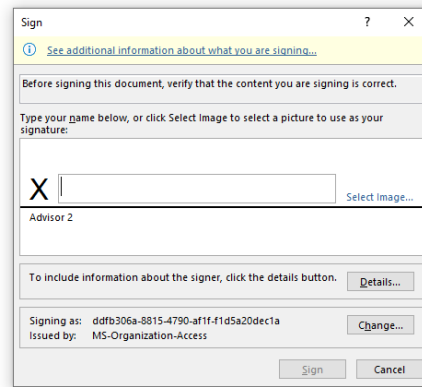 Sign ? ×
See additional information about what you are signing...
Before signing this document, verify that the content you are signing is correct.
Type your name below, or click Select Image to select a picture to use as your
signature:
X
Select Image...
Advisor 2
To include information about the signer, click the details button.
Details...
Signing as: ddfb306a-8815-4790-af1f-f1d5a20dec1a
Change...
Issued by: MS-Organization-Access
Sign
Cancel